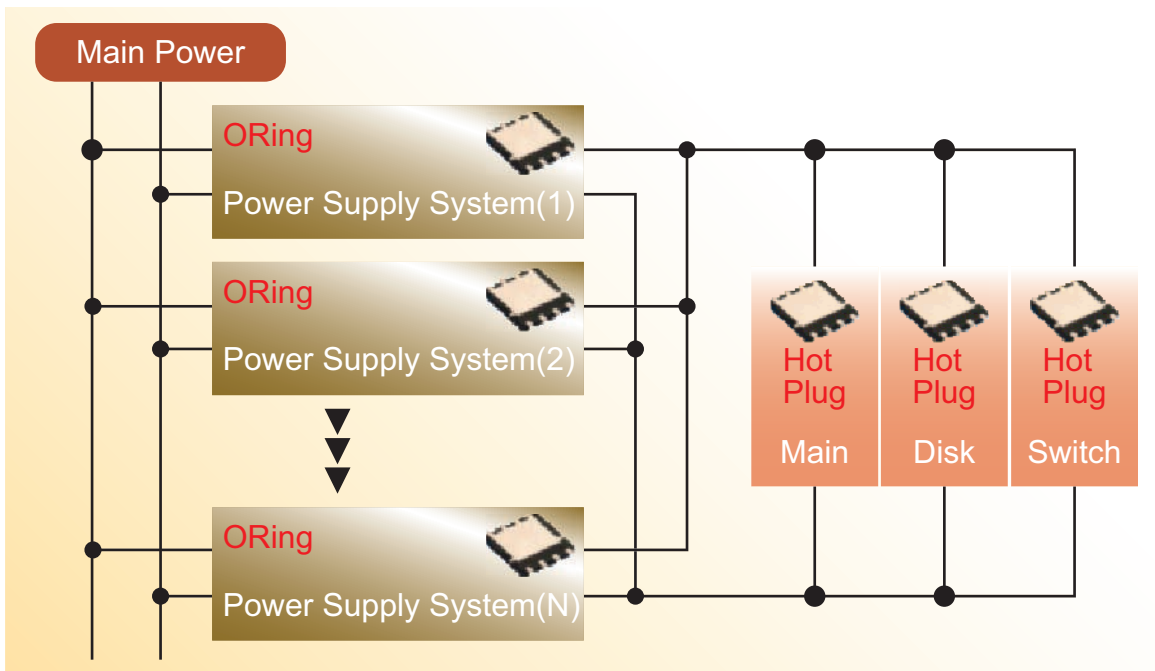 Main Power
ORing
Power Supply System(1)
ORing
Power Supply System(2)
ORing
Power Supply System(N)
Hot
Plug
Main
Hot
Plug
Disk
Hot
Plug
Switch